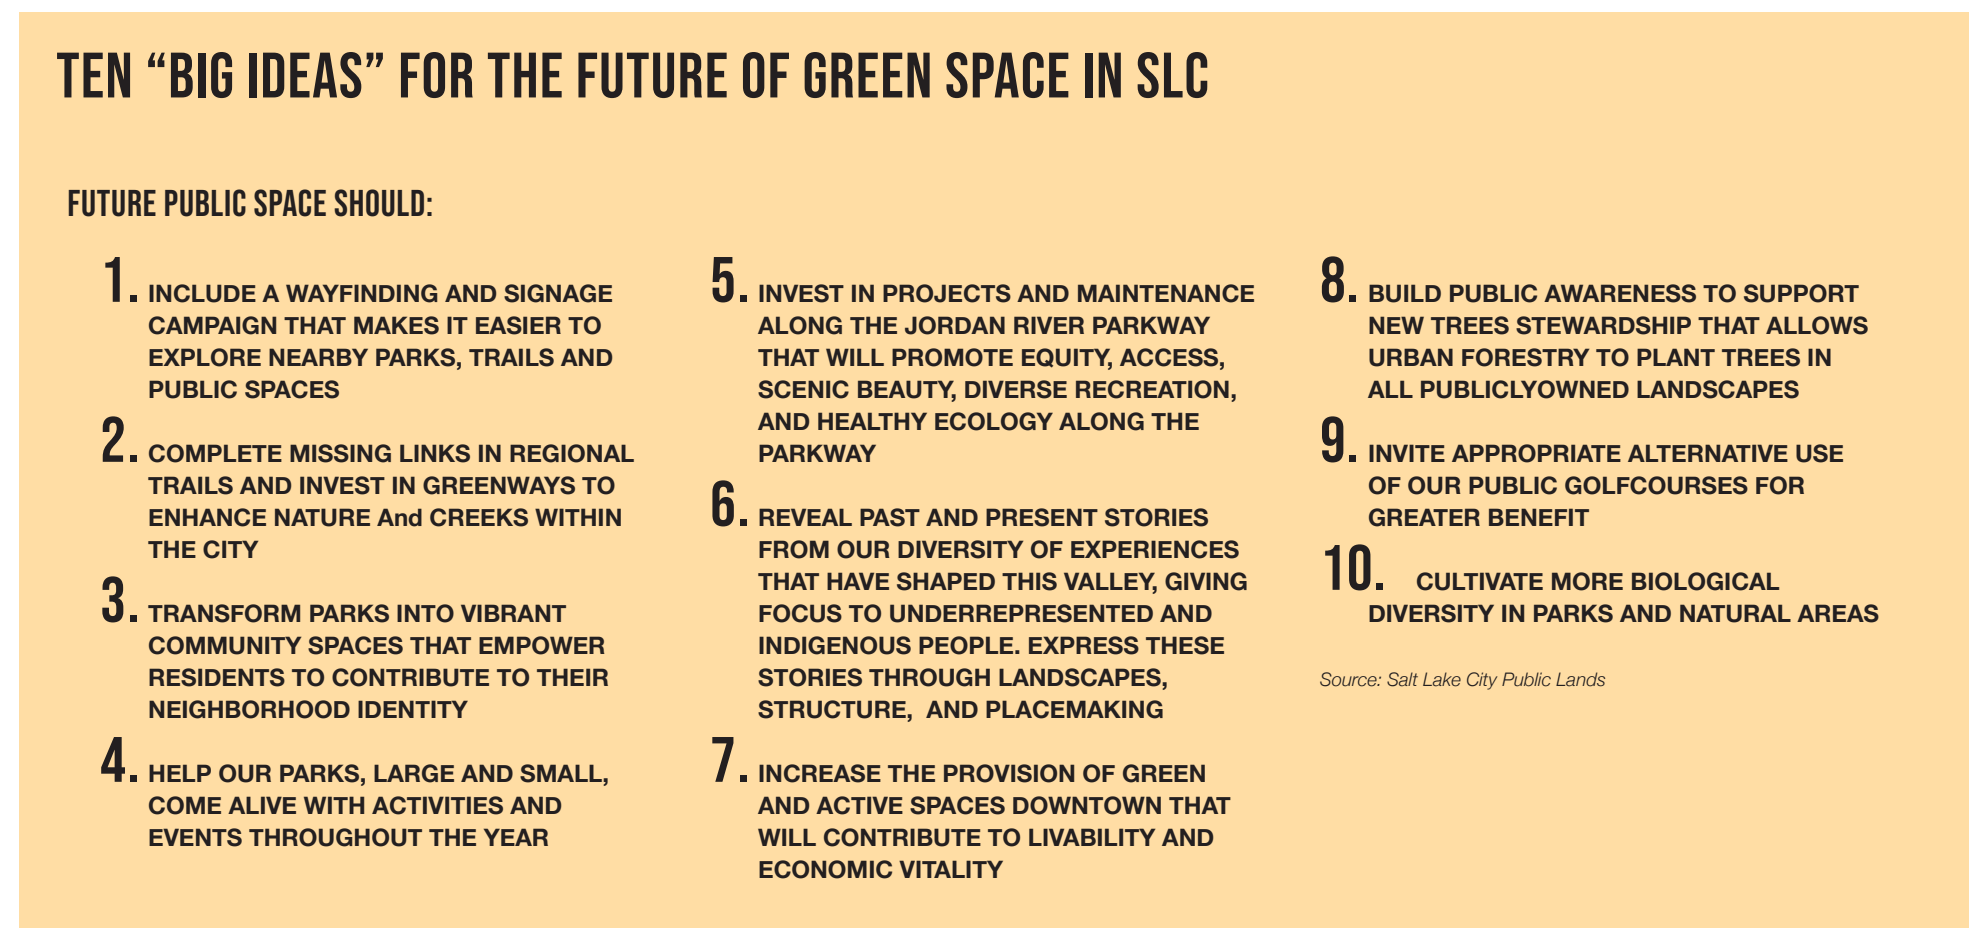 TEN “BIG IDEAS” FOR THE FUTURE OF GREEN SPACE IN SLC
FUTURE PUBLIC SPACE SHOULD:
1. INCLUDE A WAYFINDING AND SIGNAGE
CAMPAIGN THAT MAKES IT EASIER TO
EXPLORE NEARBY PARKS, TRAILS AND
PUBLIC SPACES
2. COMPLETE MISSING LINKS IN REGIONAL
TRAILS AND INVEST IN GREENWAYS TO
ENHANCE NATURE And CREEKS WITHIN
THE CITY
3. TRANSFORM PARKS INTO VIBRANT
COMMUNITY SPACES THAT EMPOWER
RESIDENTS TO CONTRIBUTE TO THEIR
NEIGHBORHOOD IDENTITY
4. HELP OUR PARKS, LARGE AND SMALL,
COME ALIVE WITH ACTIVITIES AND
EVENTS THROUGHOUT THE YEAR
5. INVEST IN PROJECTS AND MAINTENANCE
ALONG THE JORDAN RIVER PARKWAY
THAT WILL PROMOTE EQUITY, ACCESS,
SCENIC BEAUTY, DIVERSE RECREATION,
AND HEALTHY ECOLOGY ALONG THE
PARKWAY
6. REVEAL PAST AND PRESENT STORIES
FROM OUR DIVERSITY OF EXPERIENCES
THAT HAVE SHAPED THIS VALLEY, GIVING
FOCUS TO UNDERREPRESENTED AND
INDIGENOUS PEOPLE. EXPRESS THESE
STORIES THROUGH LANDSCAPES,
STRUCTURE, AND PLACEMAKING
7. INCREASE THE PROVISION OF GREEN
AND ACTIVE SPACES DOWNTOWN THAT
WILL CONTRIBUTE TO LIVABILITY AND
ECONOMIC VITALITY
8. BUILD PUBLIC AWARENESS TO SUPPORT
NEW TREES STEWARDSHIP THAT ALLOWS
URBAN FORESTRY TO PLANT TREES IN
ALL PUBLICLYOWNED LANDSCAPES
9. INVITE APPROPRIATE ALTERNATIVE USE
OF OUR PUBLIC GOLFCOURSES FOR
GREATER BENEFIT
10. CULTIVATE MORE BIOLOGICAL
DIVERSITY IN PARKS AND NATURAL AREAS
Source: Salt Lake City Public Lands